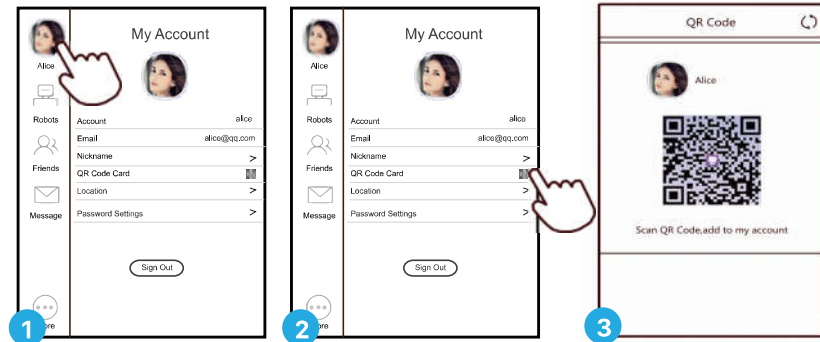 My Account
Alice
Robots
Friends
Message
Account alice
Email alice@qq.com
Nickname >
QR Code Card
Location >
Password Settings >
Sign Out
1
My Account
Alice
Robots
Friends
Message
Account alice
Email alice@qq.com
Nickname >
QR Code Card
Location >
Password Settings >
Sign Out
2
QR Code
Alice
Scan QR Code,add to my account
3